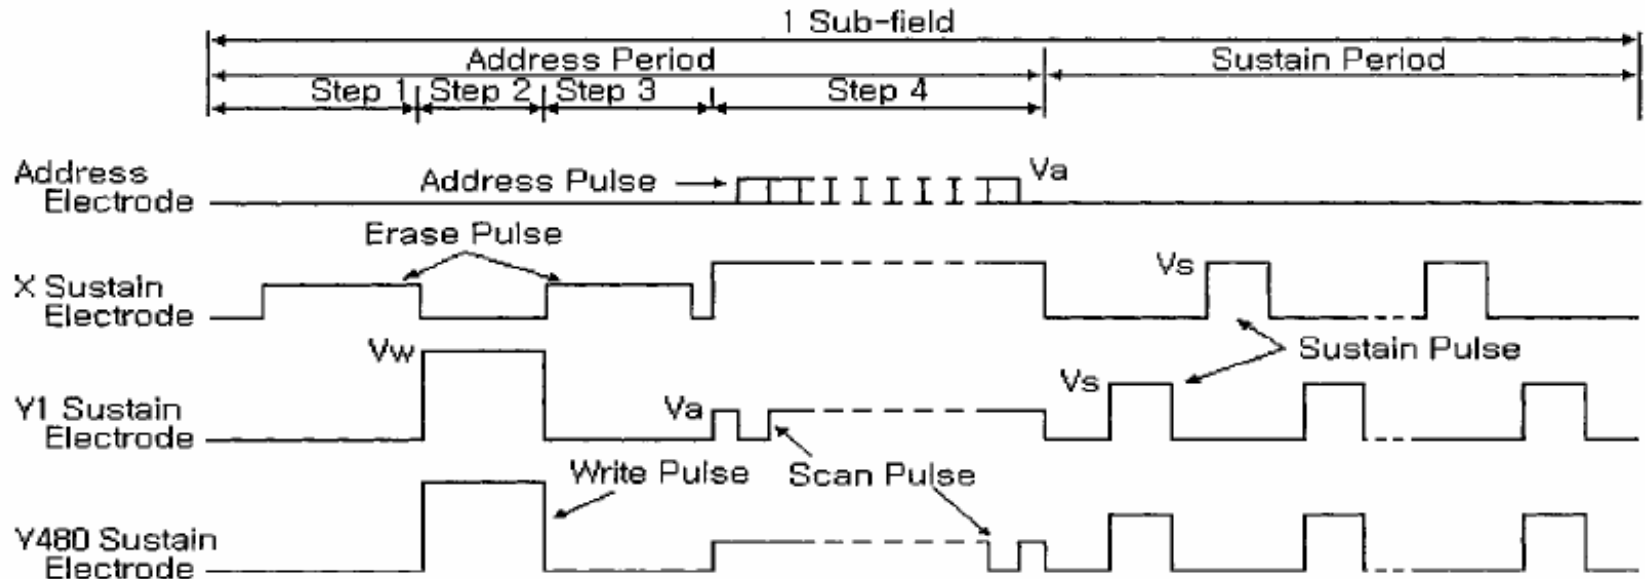 1 Sub-field
Address Period
Sustain Period
Step 1
Step 2
Step 3
Step 4
Address
Electrode
Address Pulse
Va
Erase Pulse
X Sustain
Electrode
Vs
Sustain Pulse
Vw
Y1 Sustain
Electrode
Va
Vs
Write Pulse
Scan Pulse
Y480 Sustain
Electrode